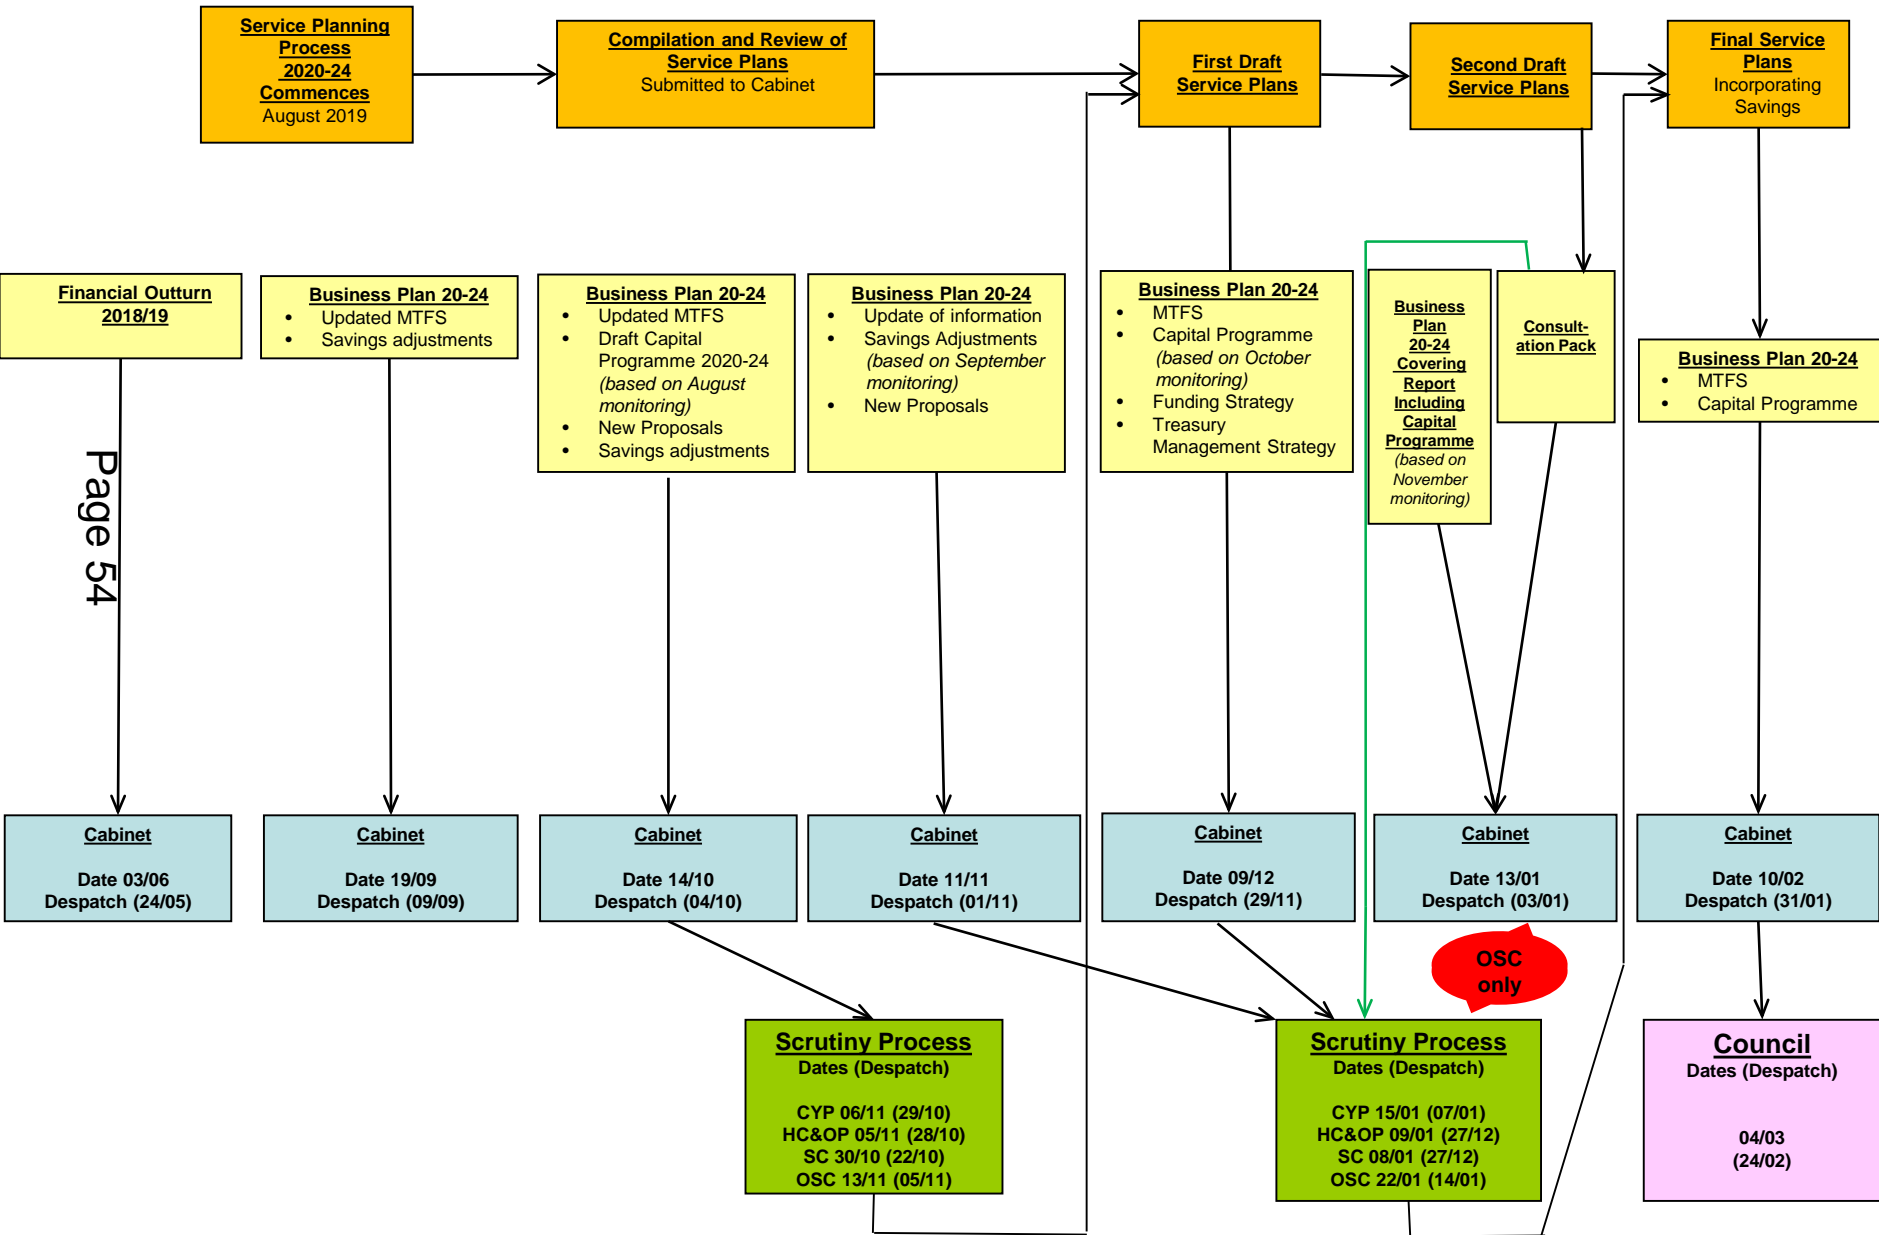 Service Planning
Process
2020-24
Commences
August 2019
Compilation and Review of
Service Plans
Submitted to Cabinet
First Draft
Service Plans
Second Draft
Service Plans
Final Service
Plans
Incorporating
Savings
Financial Outturn
2018/19
Business Plan 20-24
• Updated MTFS
• Savings adjustments
Business Plan 20-24
• Updated MTFS
• Draft Capital
Programme 2020-24
(based on August
monitoring)
• New Proposals
• Savings adjustments
Business Plan 20-24
• Update of information
• Savings Adjustments
(based on September
monitoring)
• New Proposals
Business Plan 20-24
• MTFS
• Capital Programme
(based on October
monitoring)
• Funding Strategy
• Treasury
Management Strategy
Business
Plan
20-24
Covering
Report
Including
Capital
Programme
(based on
November
monitoring)
Consult-
ation Pack
Business Plan 20-24
• MTFS
• Capital Programme
Page 54
Cabinet
Date 03/06
Despatch (24/05)
Cabinet
Date 19/09
Despatch (09/09)
Cabinet
Date 14/10
Despatch (04/10)
Cabinet
Date 11/11
Despatch (01/11)
Cabinet
Date 09/12
Despatch (29/11)
Cabinet
Date 13/01
Despatch (03/01)
Cabinet
Date 10/02
Despatch (31/01)
OSC
only
Scrutiny Process
Dates (Despatch)
CYP 06/11 (29/10)
HC&OP 05/11 (28/10)
SC 30/10 (22/10)
OSC 13/11 (05/11)
Scrutiny Process
Dates (Despatch)
CYP 15/01 (07/01)
HC&OP 09/01 (27/12)
SC 08/01 (27/12)
OSC 22/01 (14/01)
Council
Dates (Despatch)
04/03
(24/02)